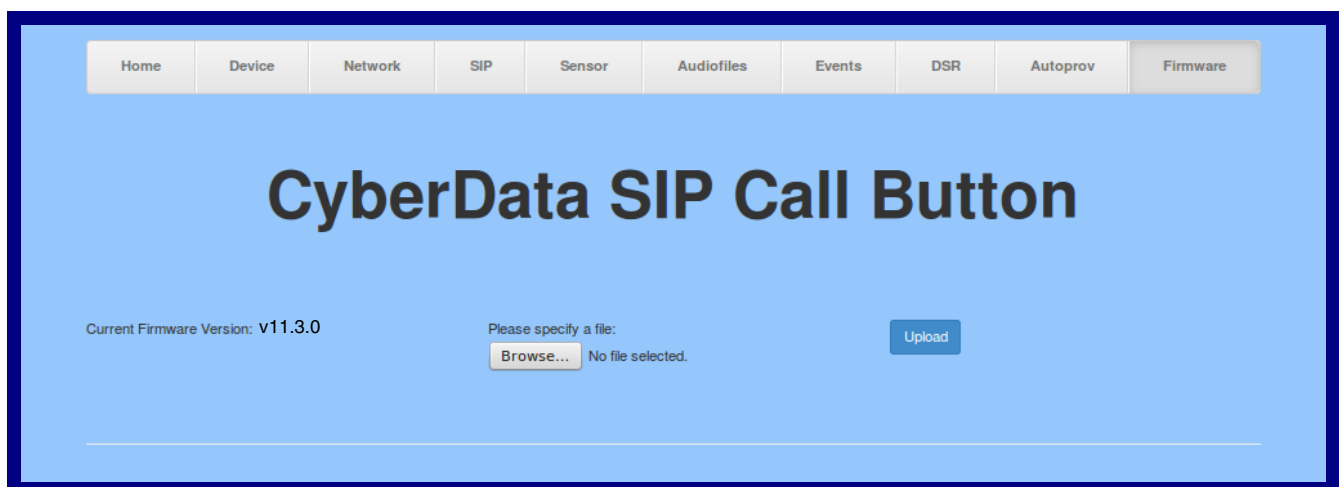 Home Device Network SIP Sensor Audiofiles Events DSR Autoprov Firmware
CyberData SIP Call Button
Current Firmware Version: v11.3.0
Please specify a file:
Browse... No file selected.
Upload